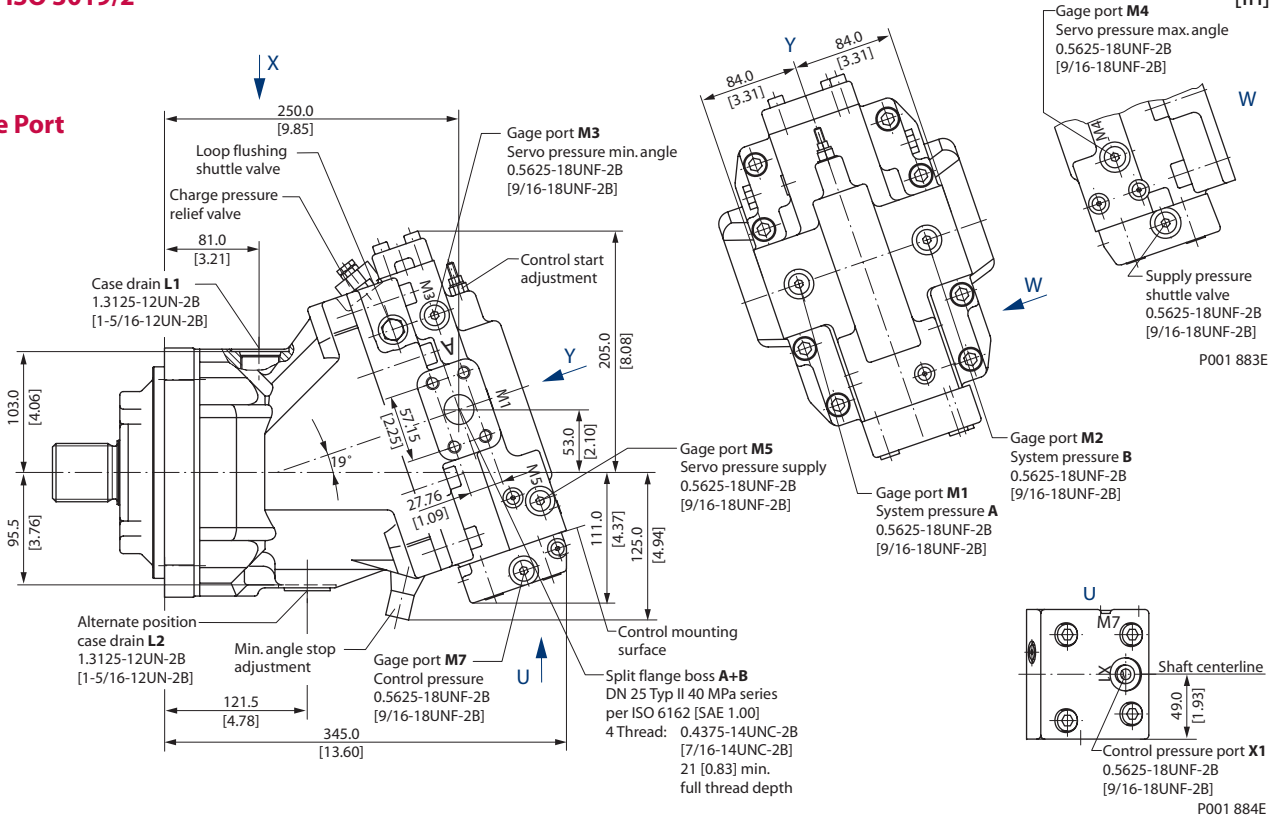 ISO 3019/2
e Port
X
250.0
[9.85]
Loop flushing
shuttle valve
Charge pressure
relief valve
81.0
[3.21]
Case drain L1
1.3125-12UN-2B
[1-5/16-12UN-2B]
Gage port M3
Servo pressure min. angle
0.5625-18UNF-2B
[9/16-18UNF-2B]
Control start
adjustment
M3
A
M1
M5
205.0
[8.08]
Y
103.0
[4.06]
95.5
[3.76]
19°
57.15
[2.25]
27.76
[1.09]
53.0
[2.10]
111.0
[4.37]
125.0
[4.94]
Gage port M5
Servo pressure supply
0.5625-18UNF-2B
[9/16-18UNF-2B]
Alternate position
case drain L2
1.3125-12UN-2B
[1-5/16-12UN-2B]
Min. angle stop
adjustment
Gage port M7
Control pressure
0.5625-18UNF-2B
[9/16-18UNF-2B]
U
Control mounting
surface
Split flange boss A+B
DN 25 Typ II 40 MPa series
per ISO 6162 [SAE 1.00]
4 Thread: 0.4375-14UNC-2B
[7/16-14UNC-2B]
21 [0.83] min.
full thread depth
121.5
[4.78]
345.0
[13.60]
Y
84.0
[3.31]
84.0
[3.31]
W
Gage port M2
System pressure B
0.5625-18UNF-2B
[9/16-18UNF-2B]
Gage port M1
System pressure A
0.5625-18UNF-2B
[9/16-18UNF-2B]
Gage port M4
Servo pressure max. angle
0.5625-18UNF-2B
[9/16-18UNF-2B]
W
M4
Supply pressure
shuttle valve
0.5625-18UNF-2B
[9/16-18UNF-2B]
P001 883E
U
M7
LX
Shaft centerline
49.0
[1.93]
Control pressure port X1
0.5625-18UNF-2B
[9/16-18UNF-2B]
P001 884E